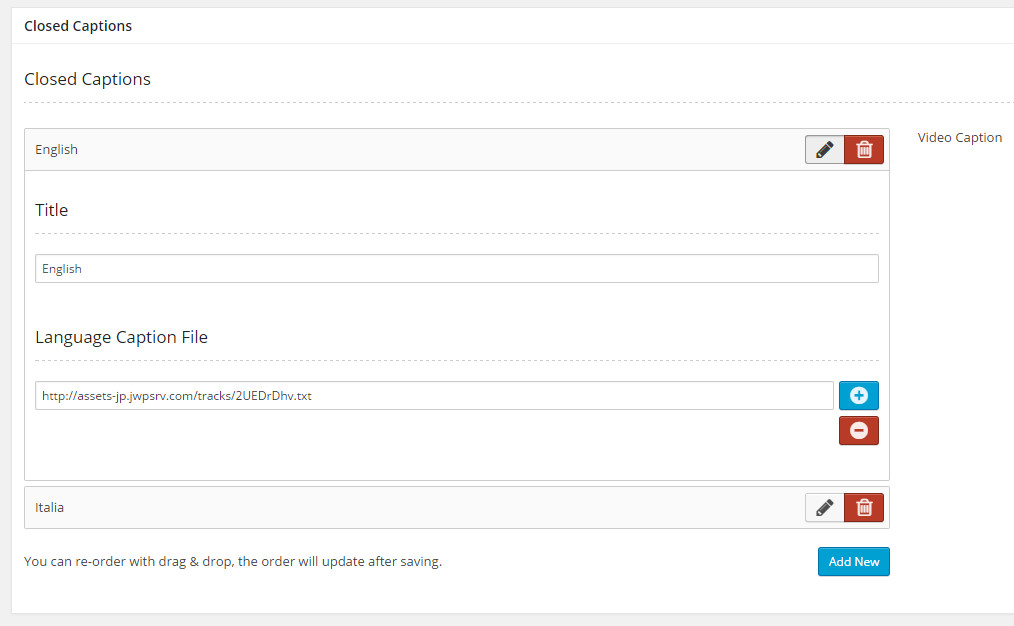 Closed Captions
Closed Captions
English
Video Caption
Title
English
Language Caption File
http://assets-jp.jwpsrv.com/tracks/2UEDrDhv.txt
Italia
You can re-order with drag & drop, the order will update after saving.
Add New